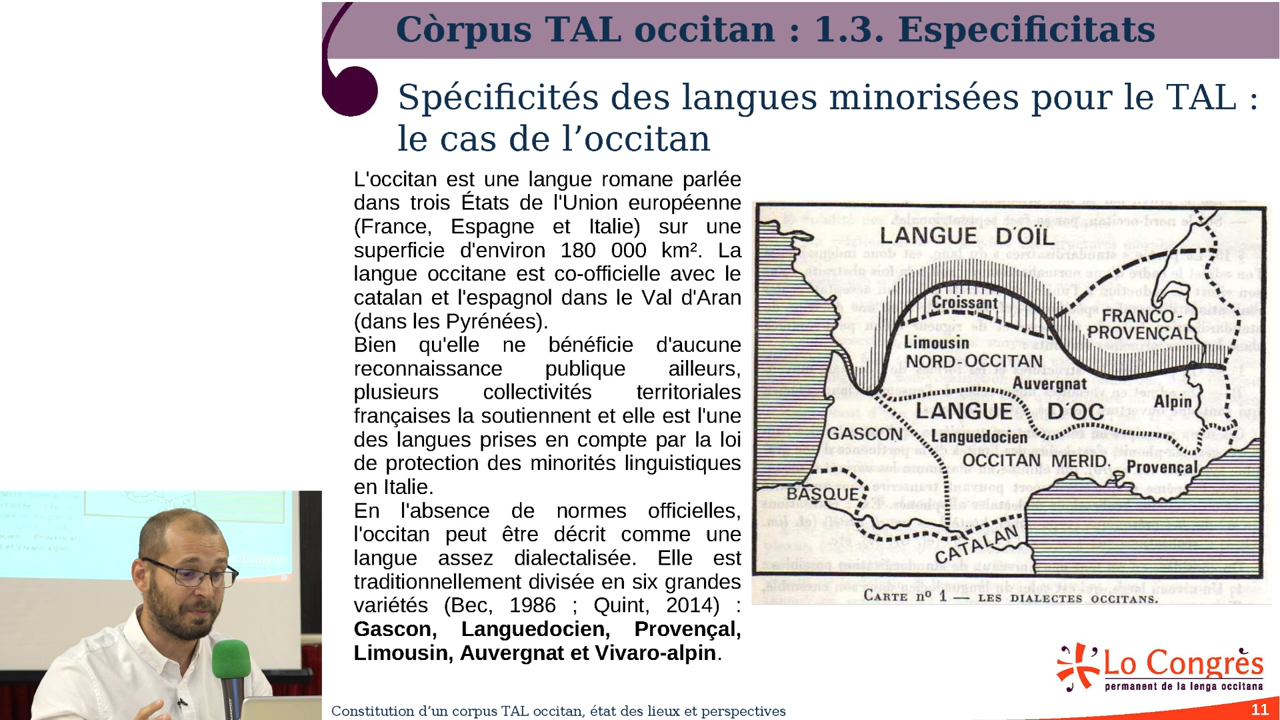 Còrpus TAL occitan : 1.3. Especificitats
Spécificités des langues minorisées pour le TAL :
le cas de l’occitan
L'occitan est une langue romane parlée
dans trois États de l'Union européenne
(France, Espagne et Italie) sur une
superficie d'environ 180 000 km². La
langue occitane est co-officielle avec le
catalan et l'espagnol dans le Val d'Aran
(dans les Pyrénées).
Bien qu'elle ne bénéficie d'aucune
reconnaissance publique ailleurs,
plusieurs collectivités territoriales
françaises la soutiennent et elle est l'une
des langues prises en compte par la loi
de protection des minorités linguistiques
en Italie.
En l'absence de normes officielles,
l'occitan peut être décrit comme une
langue assez dialectalisée. Elle est
traditionnellement divisée en six grandes
variétés (Bec, 1986 ; Quint, 2014) :
Gascon, Languedocien, Provençal,
Limousin, Auvergnat et Vivaro-alpin.
LANGUE D'OÏL
Croissant
FRANCO-
PROVENÇAL
Limousin
NORD-OCCITAN
Auvergnat
Alpin
LANGUE D'OC
GASCON
Languedocien
OCCITAN MERID.
Provençal
BASQUE
CATALAN
CARTE nº 1 — LES DIALECTES OCCITANS.
Lo Congrès
permanent de la lenga occitana
Constitution d’un corpus TAL occitan, état des lieux et perspectives
11